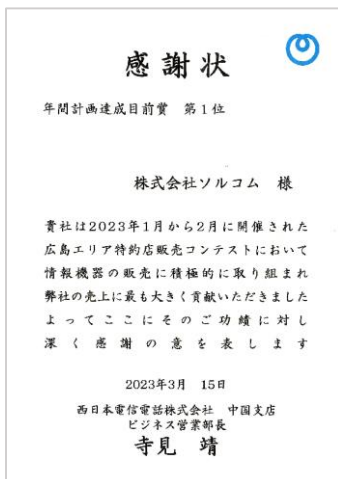 感謝状
年間計画達成目前賞 第1位
株式会社ソルコム 様
貴社は2023年1月から2月に開催された
広島エリア特約店販売コンテストにおいて
情報機器の販売に積極的に取り組まれ
弊社の売上に最も大きく貢献いただきました
よってここにそのご功績に対し
深く感謝の意を表します
2023年3月 15日
西日本電信電話株式会社 中国支店
ビジネス営業部長
寺見 靖